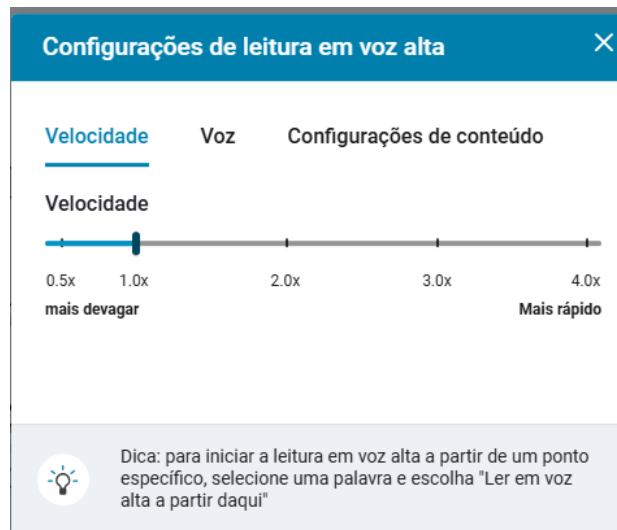 Configurações de leitura em voz alta
Velocidade Voz Configurações de conteúdo
Velocidade
0.5x 1.0x 2.0x 3.0x 4.0x
mais devagar Mais rápido
Dica: para iniciar a leitura em voz alta a partir de um ponto
específico, selecione uma palavra e escolha "Ler em voz
alta a partir daqui"